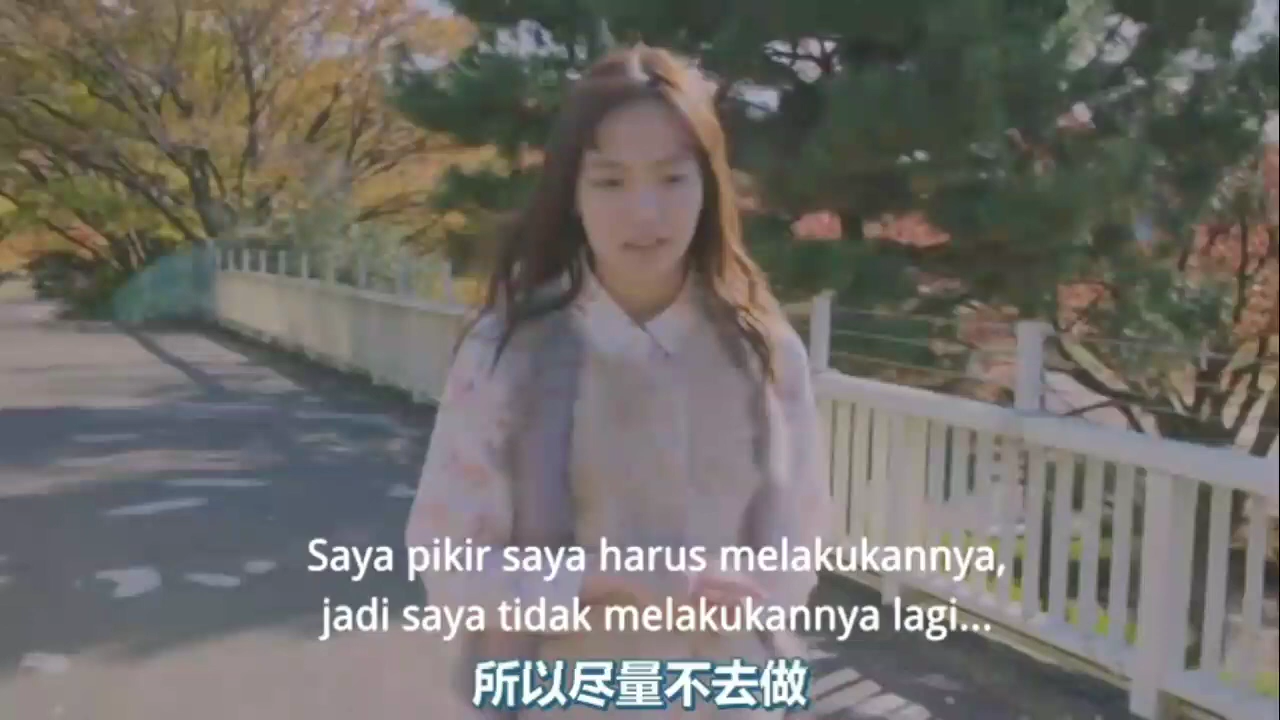 Saya pikir saya harus melakukannya,
jadi saya tidak melakukannya lagi...
所以尽量不去做